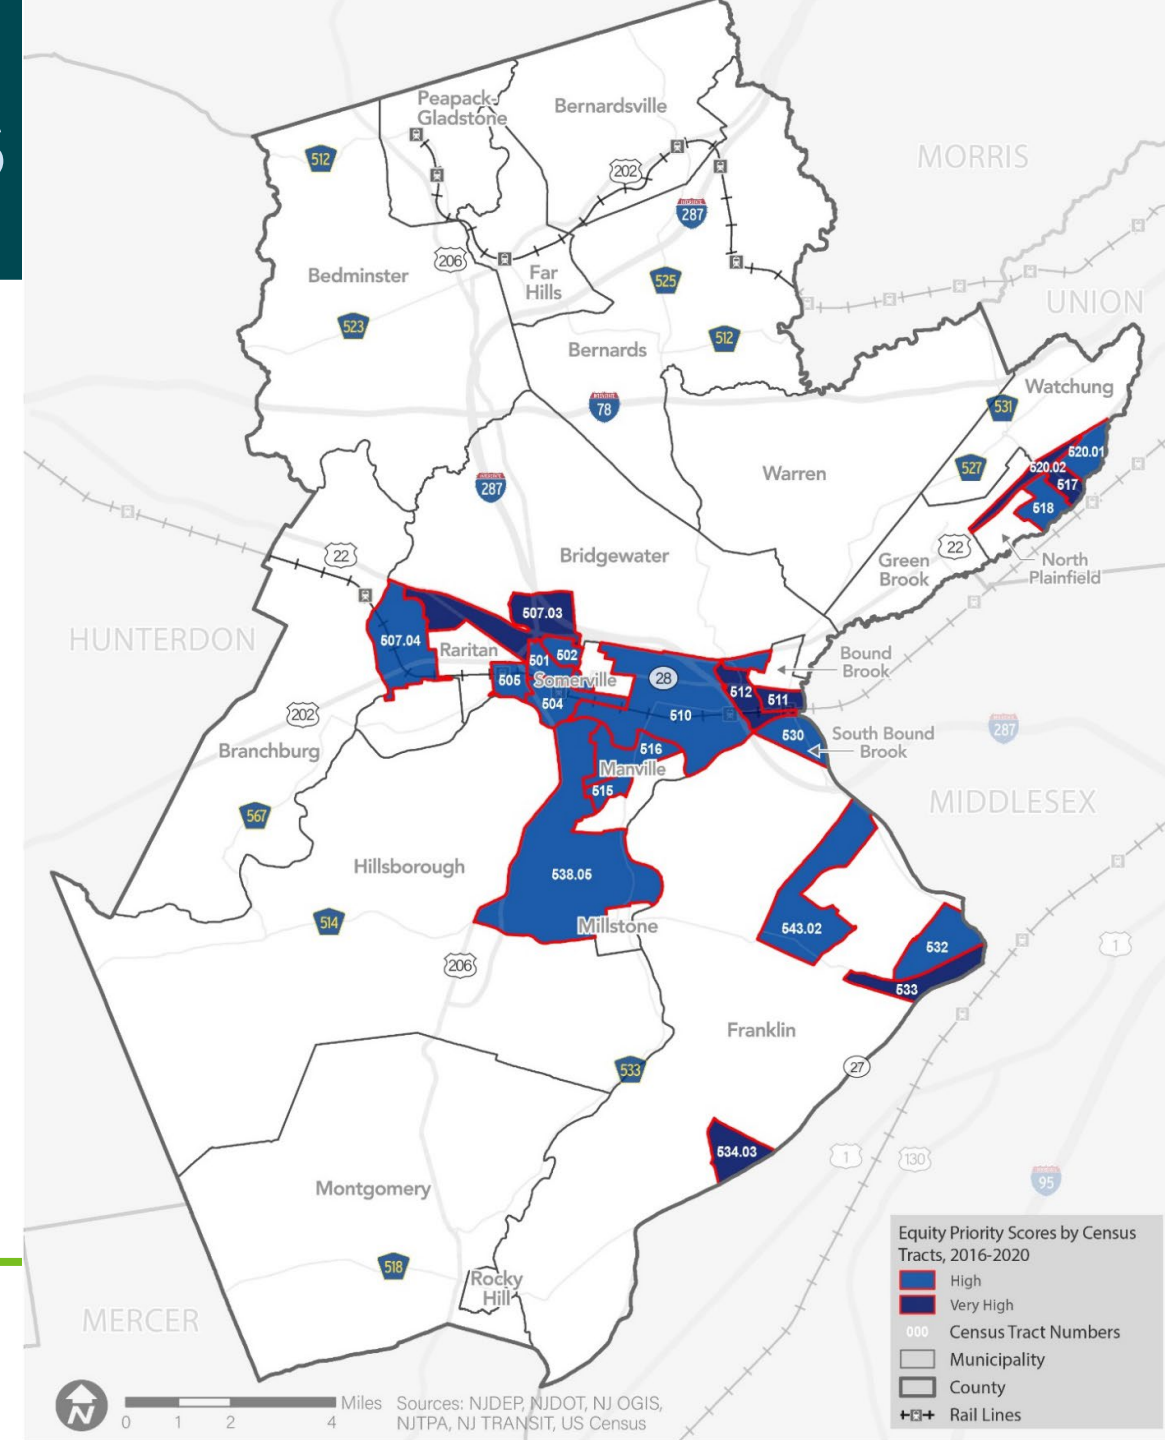 S
Peapack-
Gladstone
Bernardsville
MORRIS
512
202
287
206
Bedminster
Far
Hills
525
UNION
523
512
Bernards
Watchung
78
531
620.01
527
620.02
Warren
517
287
518
22
Bridgewater
22
Green
Brook
North
Plainfield
507.03
HUNTERDON
507.04
Raritan
501
502
Bound
Brook
505
Somerville
28
512
511
504
510
202
530
South Bound
Brook
287
Branchburg
516
Manville
515
MIDDLESEX
567
Hillsborough
538.05
514
Millstone
543.02
532
1
206
533
Franklin
533
27
534.03
1
130
95
Montgomery
518
Rocky
Hill
MERCER
Equity Priority Scores by Census
Tracts, 2016-2020
High
Very High
000 Census Tract Numbers
Municipality
County
Rail Lines
N
0 1 2 4 Miles
Sources: NJDEP, NJDOT, NJ OGIS,
NJTPA, NJ TRANSIT, US Census